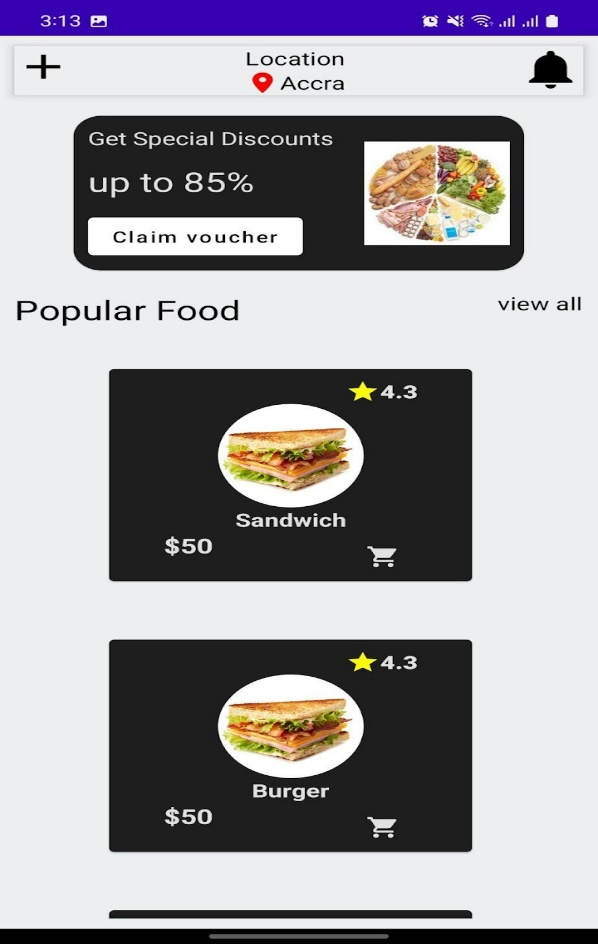 3:13
Location
Accra
Get Special Discounts
up to 85%
Claim voucher
Popular Food
view all
4.3
Sandwich
$50
4.3
Burger
$50